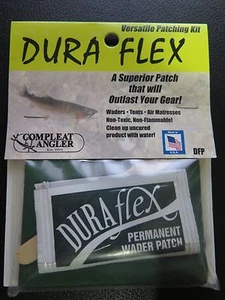 Versatile Patching Kit
DURA FLEX
A Superior Patch
that will
Outlast Your Gear!
Waders • Tents • Air Matresses
Non-Toxic, Non-Flammable!
Clean up uncured
product with water!
COMPLEAT
ANGLER
U.S.A.
DFP
DURAflex
PERMANENT
WADER PATCH